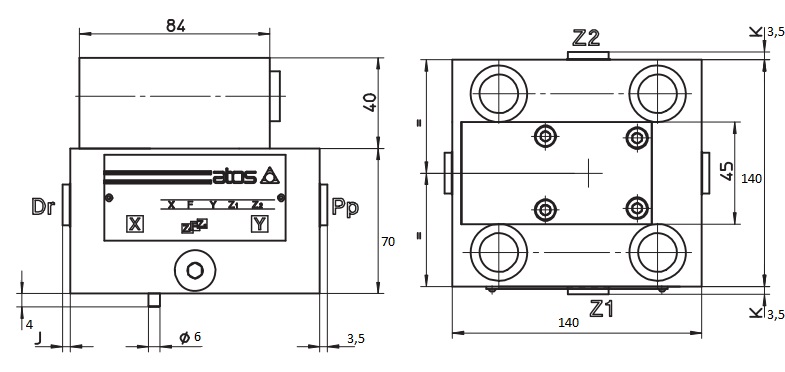 84
40
atos
X F Y Z1 Z2
X
Y
Dr
Pp
70
4
J
ϕ 6
3,5
Z2
K 3,5
=
=
45
140
Z1
K 3,5
140